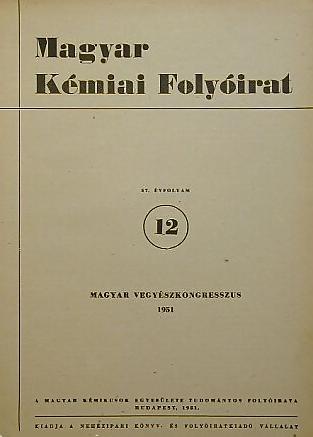 Magyar
Kémiai Folyóirat
57. ÉVFOLYAM
12
MAGYAR VEGYÉSZKONGRESSZUS
1951
A MAGYAR KÉMIKUSOK EGYESÜLETE TUDOMÁNYOS FOLYÓIRATA
BUDAPEST, 1951.
KIADJA A NEHÉZIPARI KÖNYV- ÉS FOLYÓIRATKIADÓ VÁLLALAT